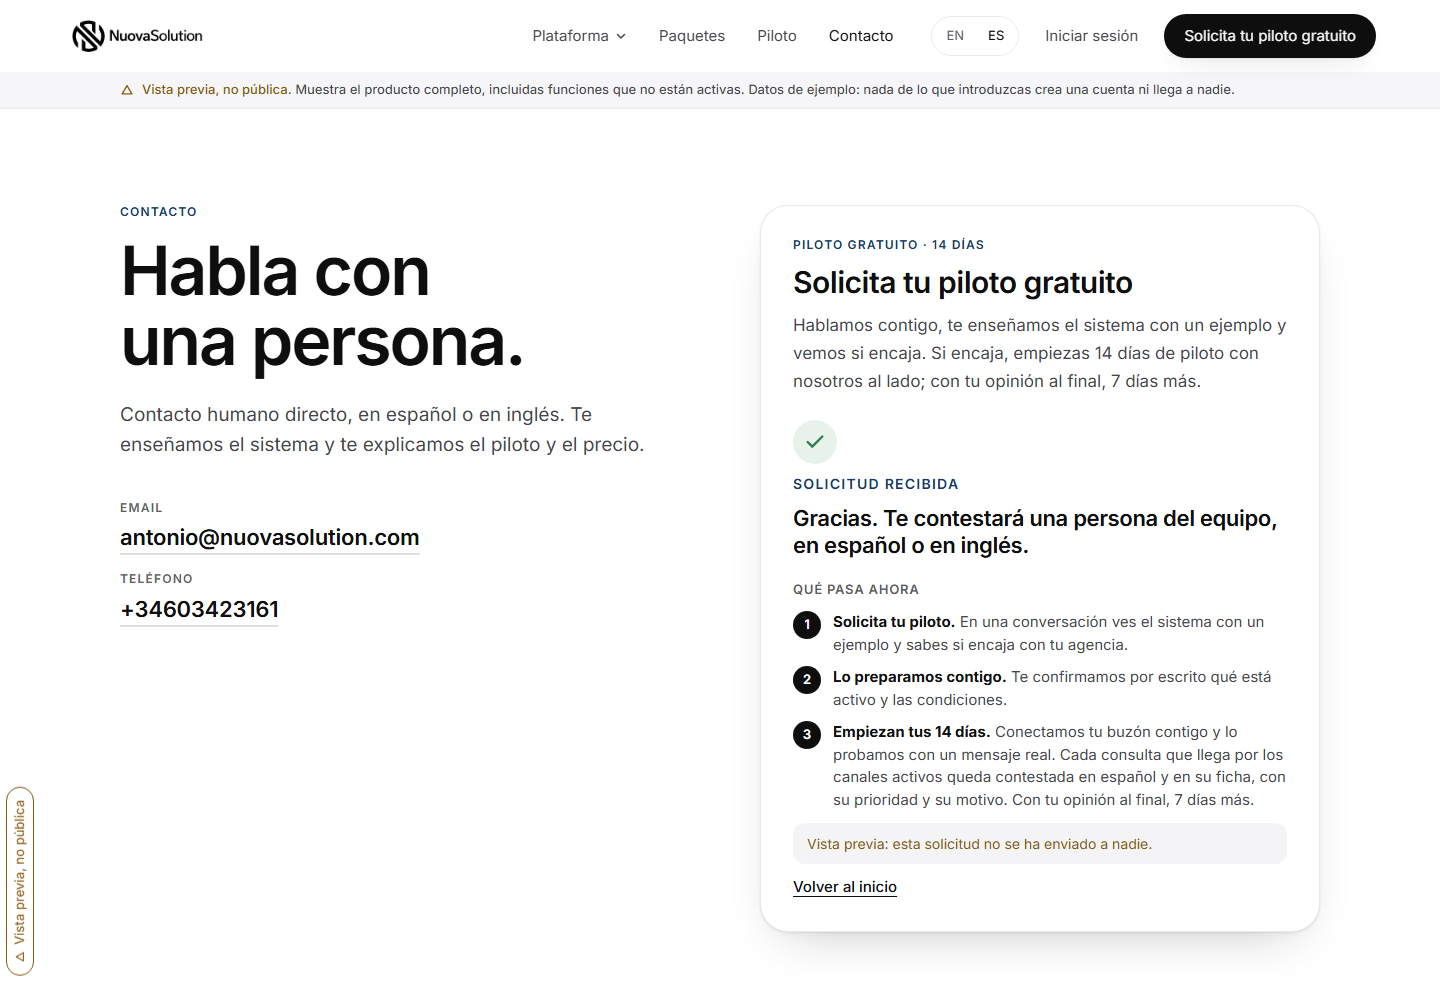 NuovaSolution
Plataforma
Paquetes
Piloto
Contacto
EN
ES
Iniciar sesión
Solicita tu piloto gratuito
Vista previa, no pública. Muestra el producto completo, incluidas funciones que no están activas. Datos de ejemplo: nada de lo que introduzcas crea una cuenta ni llega a nadie.
CONTACTO
Habla con
una persona.
Contacto humano directo, en español o en inglés. Te
enseñamos el sistema y te explicamos el piloto y el precio.
EMAIL
antonio@nuovasolution.com
TELÉFONO
+34603423161
PILOTO GRATUITO · 14 DÍAS
Solicita tu piloto gratuito
Hablamos contigo, te enseñamos el sistema con un ejemplo y
vemos si encaja. Si encaja, empiezas 14 días de piloto con
nosotros al lado; con tu opinión al final, 7 días más.
SOLICITUD RECIBIDA
Gracias. Te contestará una persona del equipo,
en español o en inglés.
QUÉ PASA AHORA
1 Solicita tu piloto. En una conversación ves el sistema con un
ejemplo y sabes si encaja con tu agencia.
2 Lo preparamos contigo. Te confirmamos por escrito qué está
activo y las condiciones.
3 Empiezan tus 14 días. Conectamos tu buzón contigo y lo
probamos con un mensaje real. Cada consulta que llega por los
canales activos queda contestada en español y en su ficha, con
su prioridad y su motivo. Con tu opinión al final, 7 días más.
Vista previa: esta solicitud no se ha enviado a nadie.
Volver al inicio
Vista previa, no pública